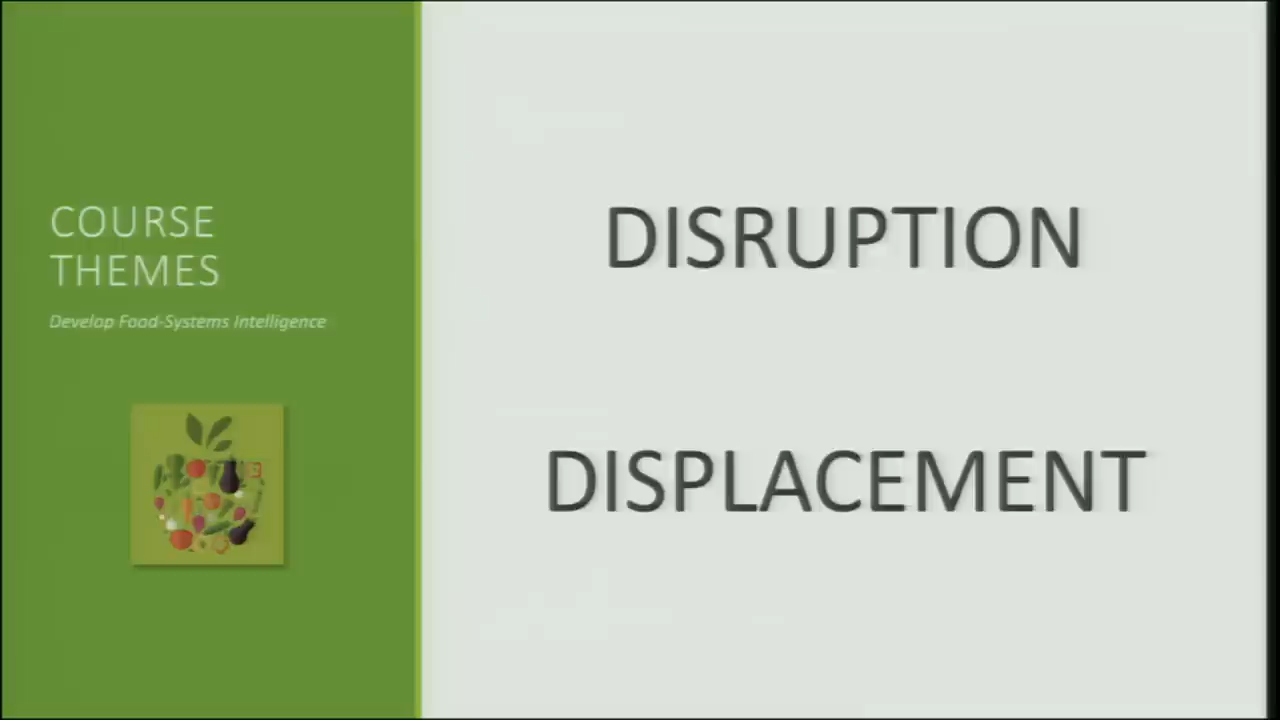 COURSE
THEMES
Develop Food-Systems Intelligence
DISRUPTION
DISPLACEMENT